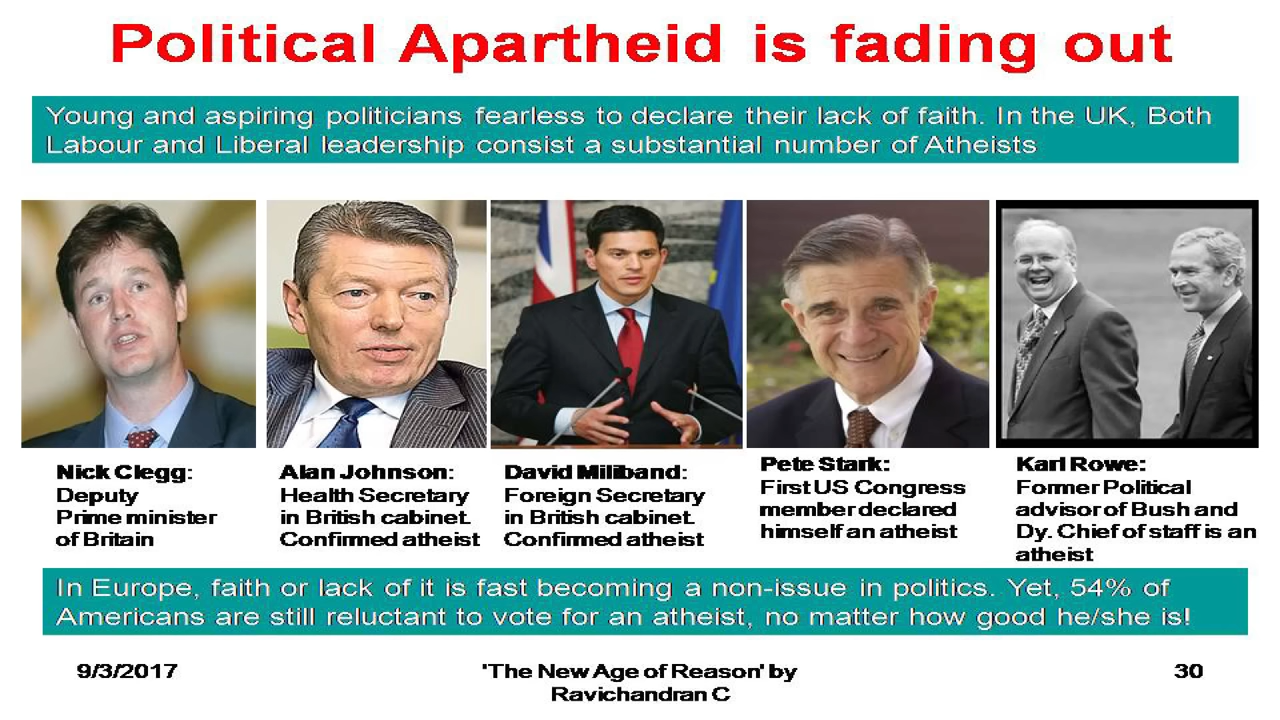 Political Apartheid is fading out
Young and aspiring politicians fearless to declare their lack of faith. In the UK, Both
Labour and Liberal leadership consist a substantial number of Atheists
Nick Clegg:
Deputy
Prime minister
of Britain
Alan Johnson:
Health Secretary
in British cabinet.
Confirmed atheist
David Miliband:
Foreign Secretary
in British cabinet.
Confirmed atheist
Pete Stark:
First US Congress
member declared
himself an atheist
Karl Rowe:
Former Political
advisor of Bush and
Dy. Chief of staff is an
atheist
In Europe, faith or lack of it is fast becoming a non-issue in politics. Yet, 54% of
Americans are still reluctant to vote for an atheist, no matter how good he/she is!
9/3/2017
'The New Age of Reason' by
Ravichandran C
30